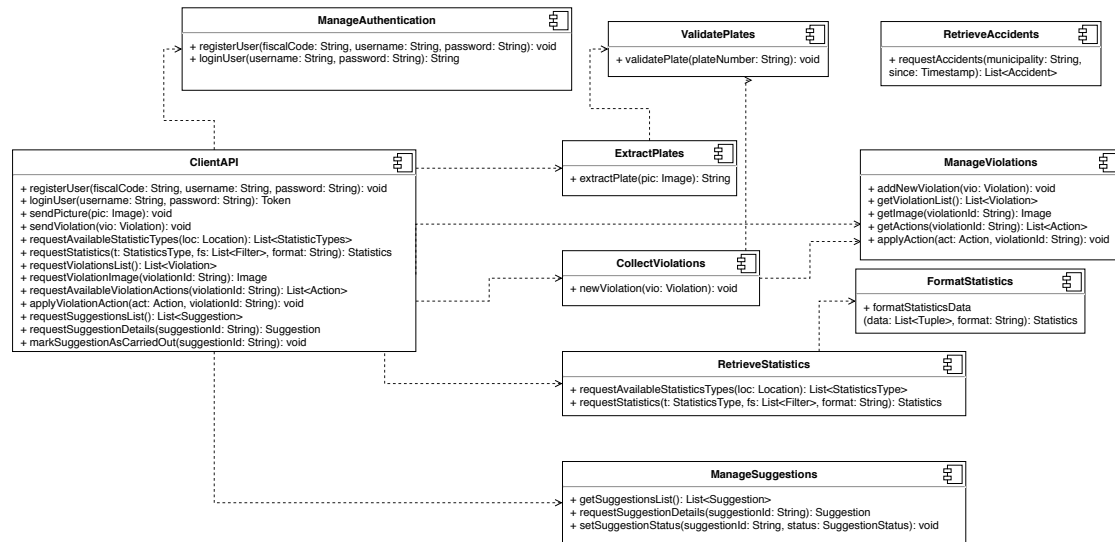 ManageAuthentication
+ registerUser(fiscalCode: String, username: String, password: String): void
+ loginUser(username: String, password: String): String
ValidatePlates
+ validatePlate(plateNumber: String): void
RetrieveAccidents
+ requestAccidents(municipality: String,
since: Timestamp): List<Accident>
ClientAPI
+ registerUser(fiscalCode: String, username: String, password: String): void
+ loginUser(username: String, password: String): Token
+ sendPicture(pic: Image): void
+ sendViolation(vio: Violation): void
+ requestAvailableStatisticTypes(loc: Location): List<StatisticTypes>
+ requestStatistics(t: StatisticsType, fs: List<Filter>, format: String): Statistics
+ requestViolationsList(): List<Violation>
+ requestViolationImage(violationId: String): Image
+ requestAvailableViolationActions(violationId: String): List<Action>
+ applyViolationAction(act: Action, violationId: String): void
+ requestSuggestionsList(): List<Suggestion>
+ requestSuggestionDetails(suggestionId: String): Suggestion
+ markSuggestionAsCarriedOut(suggestionId: String): void
ExtractPlates
+ extractPlate(pic: Image): String
ManageViolations
+ addNewViolation(vio: Violation): void
+ getViolationList(): List<Violation>
+ getImage(violationId: String): Image
+ getActions(violationId: String): List<Action>
+ applyAction(act: Action, violationId: String): void
CollectViolations
+ newViolation(vio: Violation): void
FormatStatistics
+ formatStatisticsData
(data: List<Tuple>, format: String): Statistics
RetrieveStatistics
+ requestAvailableStatisticsTypes(loc: Location): List<StatisticsType>
+ requestStatistics(t: StatisticsType, fs: List<Filter>, format: String): Statistics
ManageSuggestions
+ getSuggestionsList(): List<Suggestion>
+ requestSuggestionDetails(suggestionId: String): Suggestion
+ setSuggestionStatus(suggestionId: String, status: SuggestionStatus): void